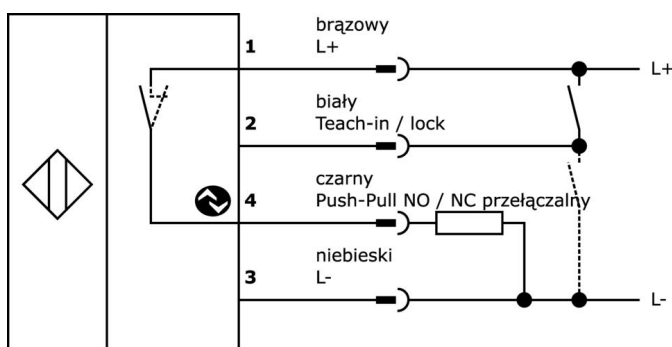 brązowy
1 L+ L+
biały
2 Teach-in / lock
czarny
4 Push-Pull NO / NC przełączalny
niebieski
3 L- L-